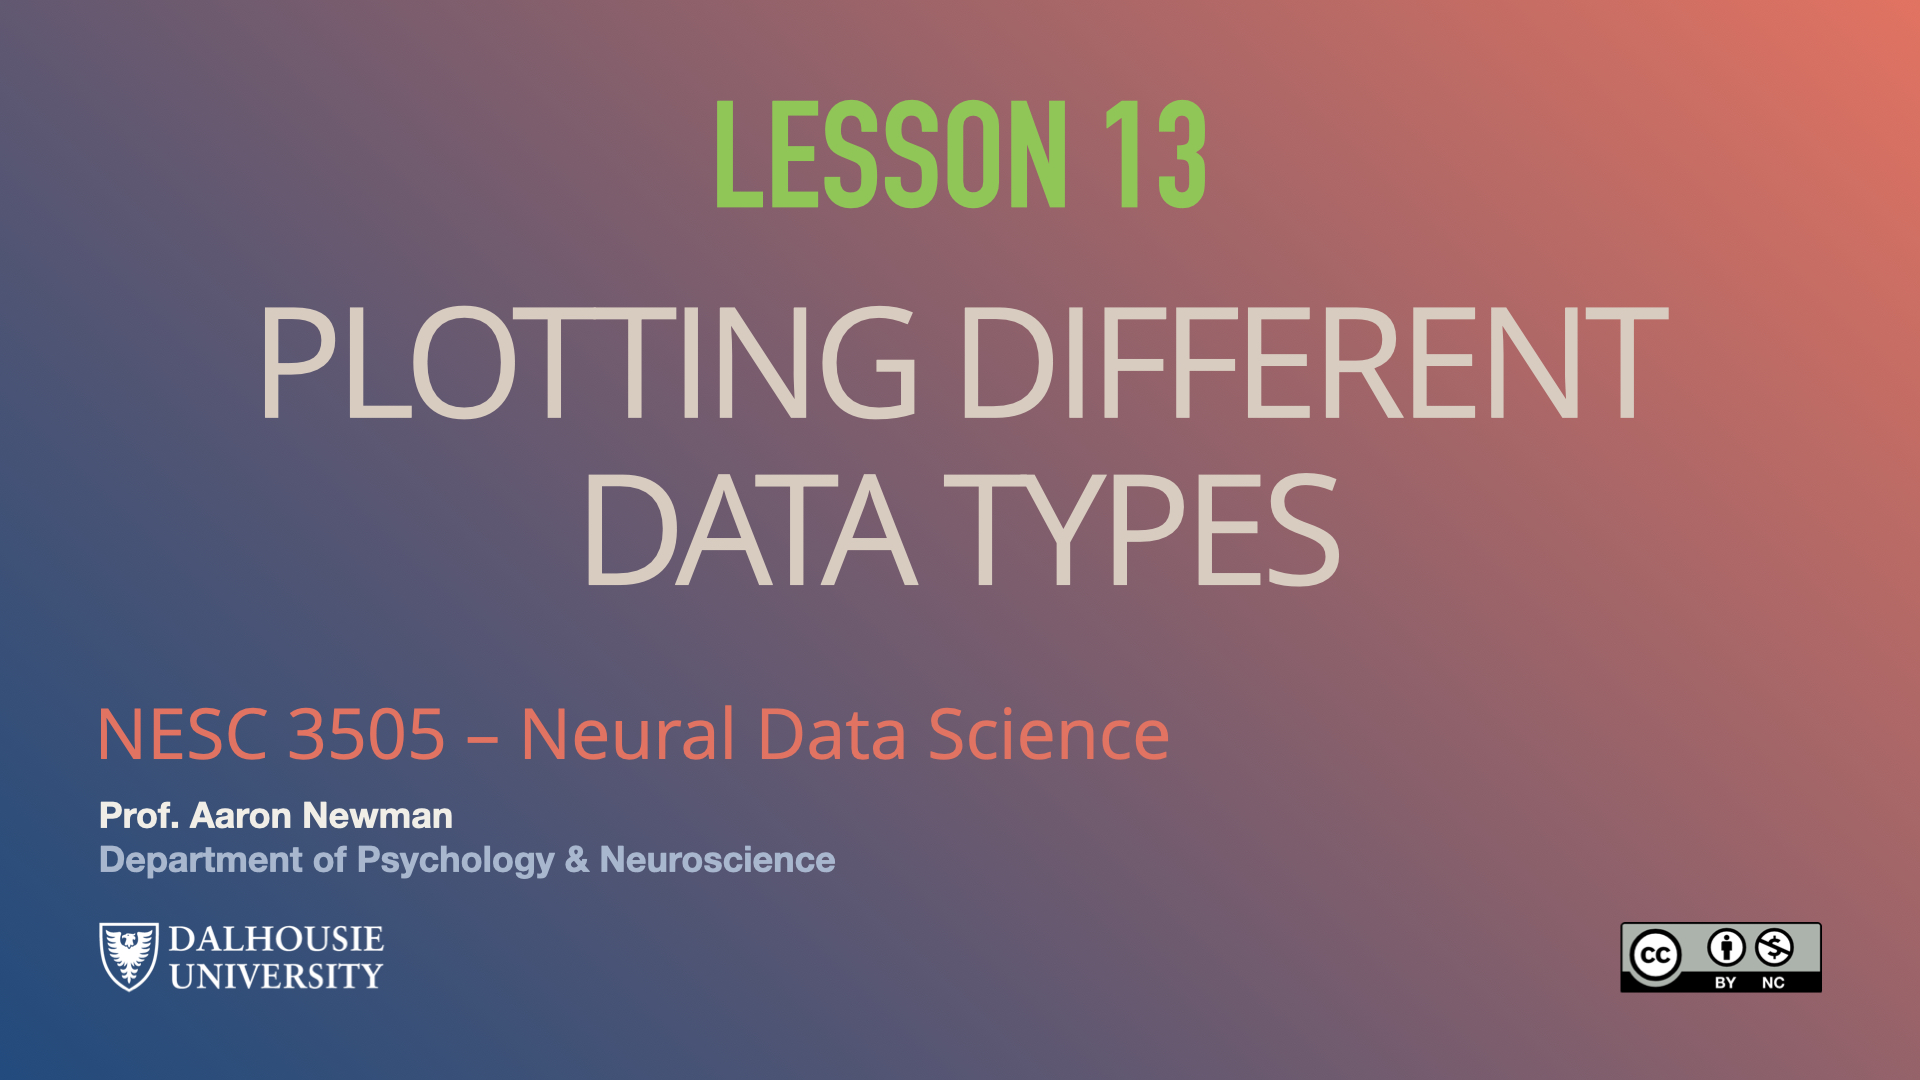 LESSON 13
PLOTTING DIFFERENT
DATA TYPES
NESC 3505 – Neural Data Science
Prof. Aaron Newman
Department of Psychology & Neuroscience
DALHOUSIE
UNIVERSITY
CC
BY NC